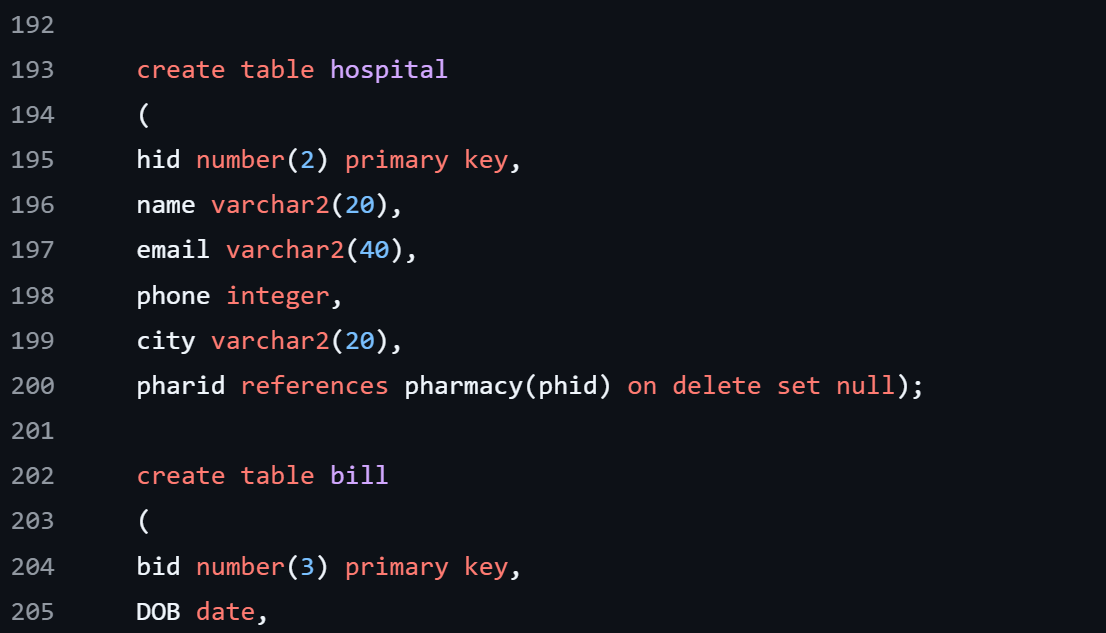 192
193 create table hospital
194 (
195 hid number(2) primary key,
196 name varchar2(20),
197 email varchar2(40),
198 phone integer,
199 city varchar2(20),
200 pharid references pharmacy(phid) on delete set null);
201
202 create table bill
203 (
204 bid number(3) primary key,
205 DOB date,